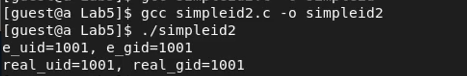 [guest@a Lab5]$ gcc simpleid2.c -o simpleid2
[guest@a Lab5]$ ./simpleid2
e_uid=1001, e_gid=1001
real_uid=1001, real_gid=1001